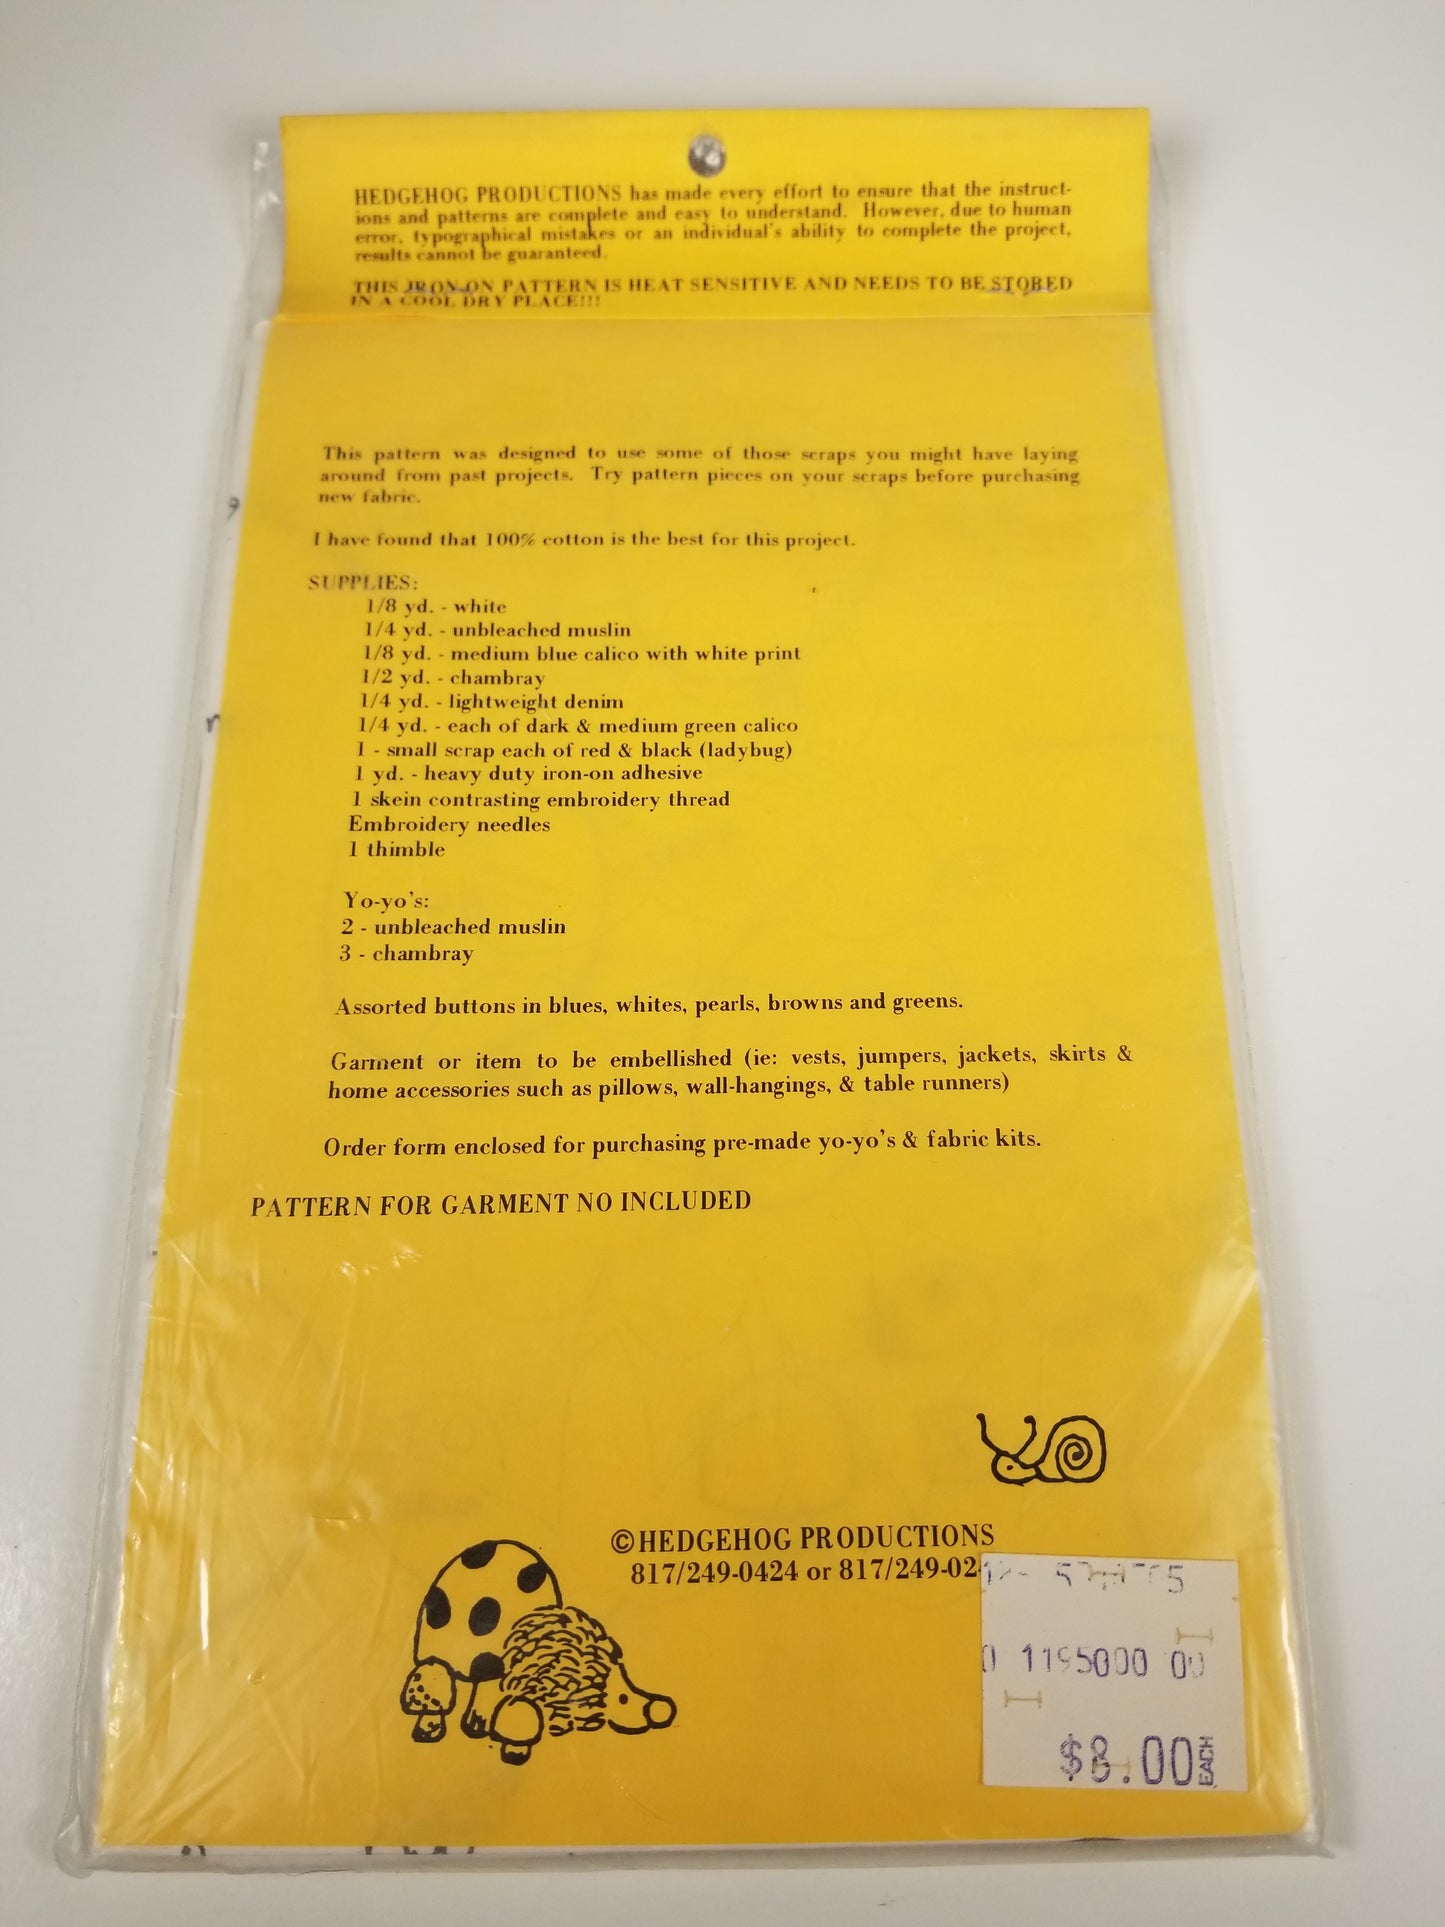 HEDGEHOG PRODUCTIONS has made every effort to ensure that the instruct-
ions and patterns are complete and easy to understand. However, due to human
error, typographical mistakes or an individual's ability to complete the project,
results cannot be guaranteed.
THIS IRON-ON PATTERN IS HEAT SENSITIVE AND NEEDS TO BE STORED
IN A COOL DRY PLACE!!!
This pattern was designed to use some of those scraps you might have laying
around from past projects. Try pattern pieces on your scraps before purchasing
new fabric.
I have found that 100% cotton is the best for this project.
SUPPLIES:
1/8 yd. - white
1/4 yd. - unbleached muslin
1/8 yd. - medium blue calico with white print
1/2 yd. - chambray
1/4 yd. - lightweight denim
1/4 yd. - each of dark & medium green calico
1 - small scrap each of red & black (ladybug)
1 yd. - heavy duty iron-on adhesive
1 skein contrasting embroidery thread
Embroidery needles
1 thimble
Yo-yo's:
2 - unbleached muslin
3 - chambray
Assorted buttons in blues, whites, pearls, browns and greens.
Garment or item to be embellished (ie: vests, jumpers, jackets, skirts &
home accessories such as pillows, wall-hangings, & table runners)
Order form enclosed for purchasing pre-made yo-yo's & fabric kits.
PATTERN FOR GARMENT NO INCLUDED
©HEDGEHOG PRODUCTIONS
817/249-0424 or 817/249-02
0 1195000 00
$8.00 EACH